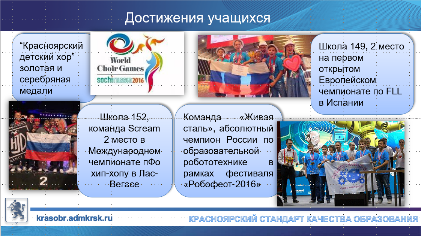 Достижения учащихся
"Красноярский
детский хор"
золотая и
серебряная
медали
World
Choir Games
sochi RUSSIA 2016
Школа 149, 2 место
на первом
открытом
Европейском
чемпионате по FLL
в Испании
Школа 152,
команда Scream
2 место в
Международном
чемпионате пФо
хип-хопу в Лас-
Вегасе
Команда «Живая
сталь», абсолютный
чемпион России по
образовательной
робототехнике в
рамках фестиваля
«Робофест-2016»
krasobr.admkrsk.ru
КРАСНОЯРСКИЙ СТАНДАРТ КАЧЕСТВА ОБРАЗОВАНИЯ